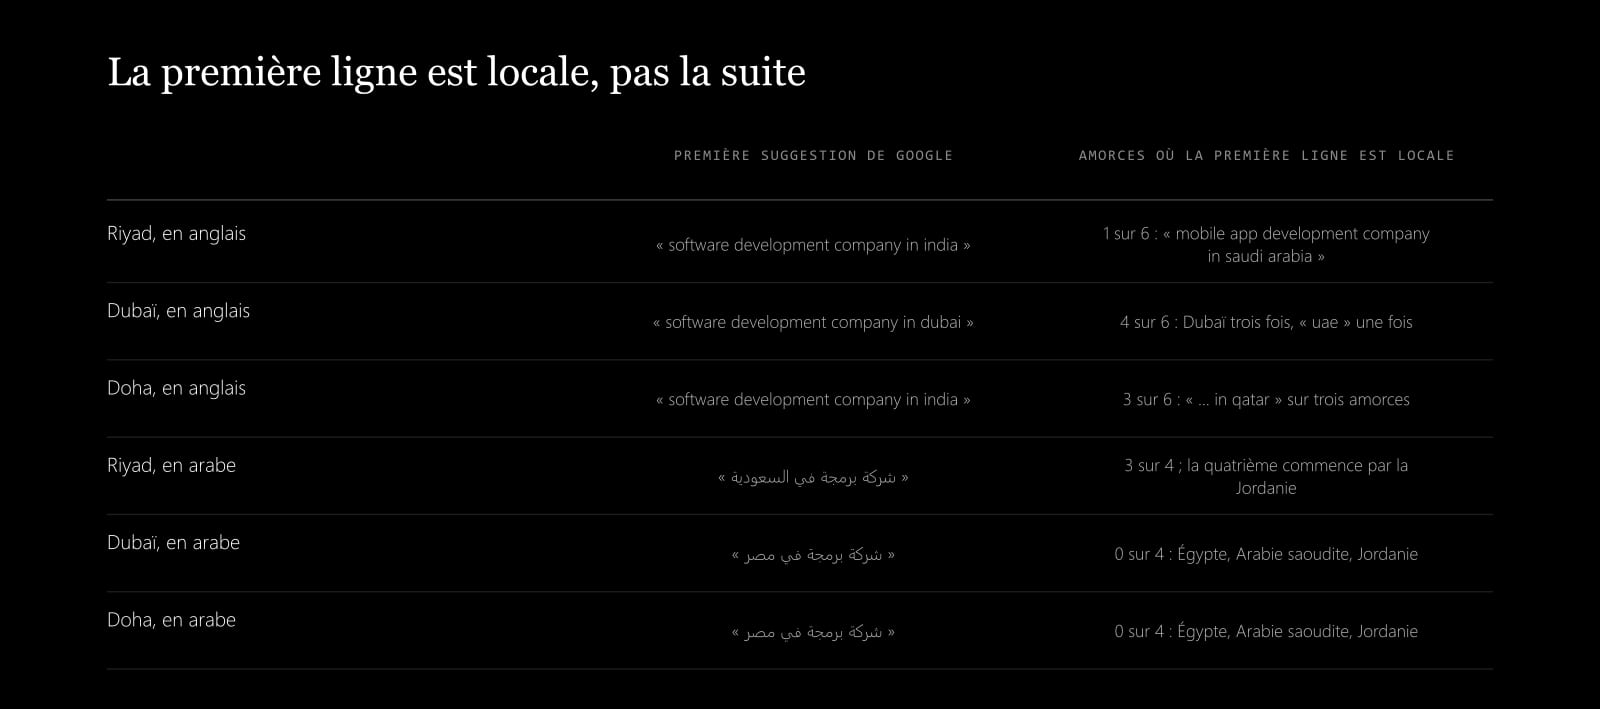 La première ligne est locale, pas la suite
PREMIÈRE SUGGESTION DE GOOGLE
AMORCES OÙ LA PREMIÈRE LIGNE EST LOCALE
Riyad, en anglais
« software development company in india »
1 sur 6 : « mobile app development company
in saudi arabia »
Dubaï, en anglais
« software development company in dubai »
4 sur 6 : Dubaï trois fois, « uae » une fois
Doha, en anglais
« software development company in india »
3 sur 6 : « … in qatar » sur trois amorces
Riyad, en arabe
« شركة برمجة في السعودية »
3 sur 4 ; la quatrième commence par la
Jordanie
Dubaï, en arabe
« شركة برمجة في مصر »
0 sur 4 : Égypte, Arabie saoudite, Jordanie
Doha, en arabe
« شركة برمجة في مصر »
0 sur 4 : Égypte, Arabie saoudite, Jordanie